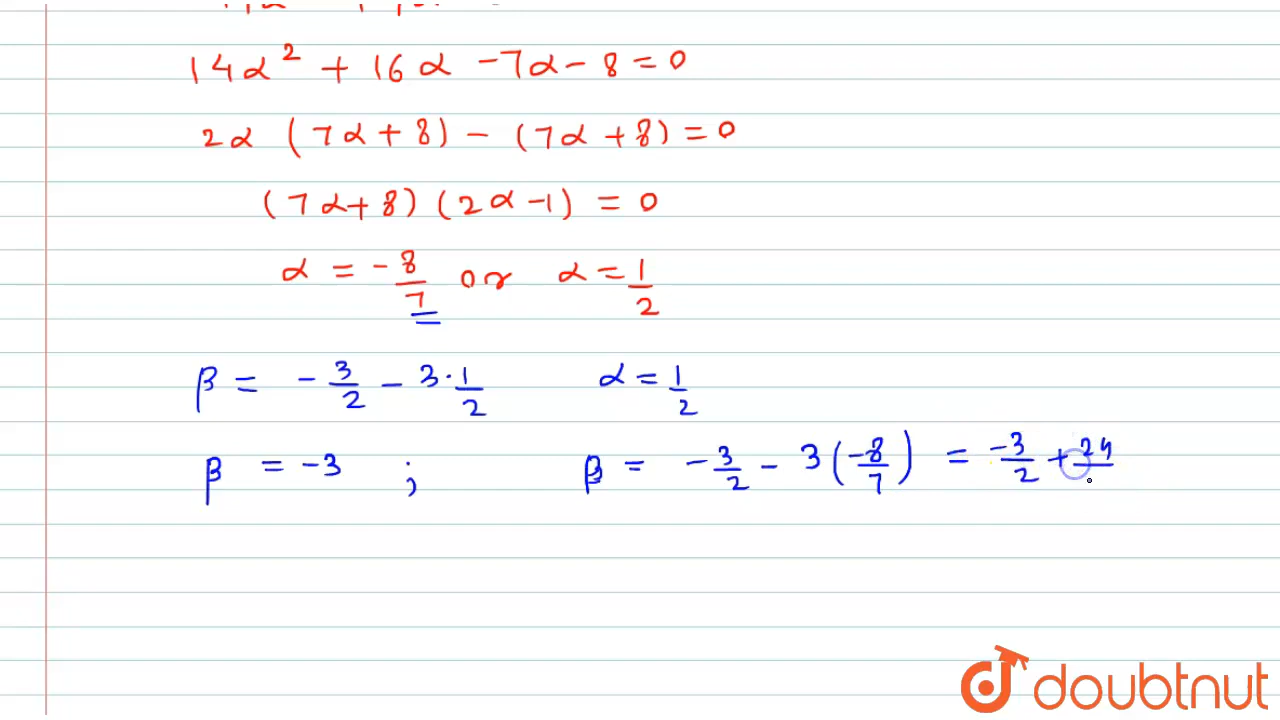 14α² + 16α - 7α - 8 = 0
2α (7α + 8) - (7α + 8) = 0
(7α + 8) (2α - 1) = 0
α = -8/7 or α = 1/2
β = -3/2 - 3·1/2 α = 1/2
β = -3 ; β = -3/2 - 3(-8/7) = -3/2 + 24/
doubtnut